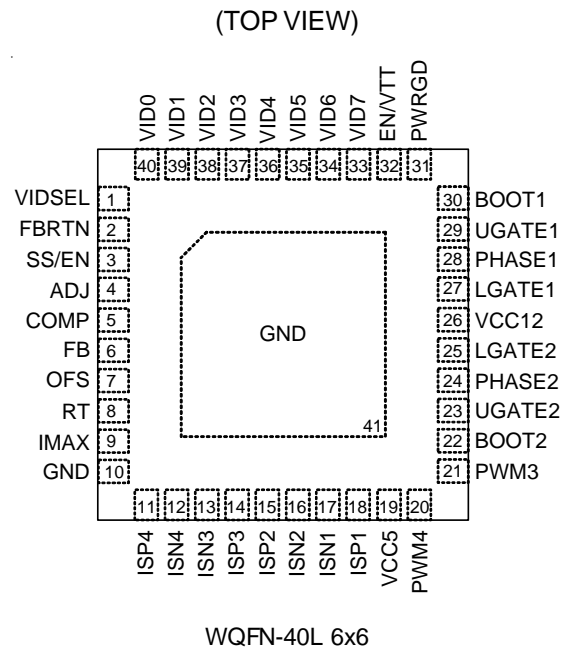 (TOP VIEW)
VID0
VID1
VID2
VID3
VID4
VID5
VID6
VID7
EN/VTT
PWRGD
40 39 38 37 36 35 34 33 32 31
VIDSEL 1
FBRTN 2
SS/EN 3
ADJ 4
COMP 5
FB 6
OFS 7
RT 8
IMAX 9
GND 10
GND
41
30 BOOT1
29 UGATE1
28 PHASE1
27 LGATE1
26 VCC12
25 LGATE2
24 PHASE2
23 UGATE2
22 BOOT2
21 PWM3
11 12 13 14 15 16 17 18 19 20
ISP4
ISN4
ISN3
ISP3
ISP2
ISN2
ISN1
ISP1
VCC5
PWM4
WQFN-40L 6x6